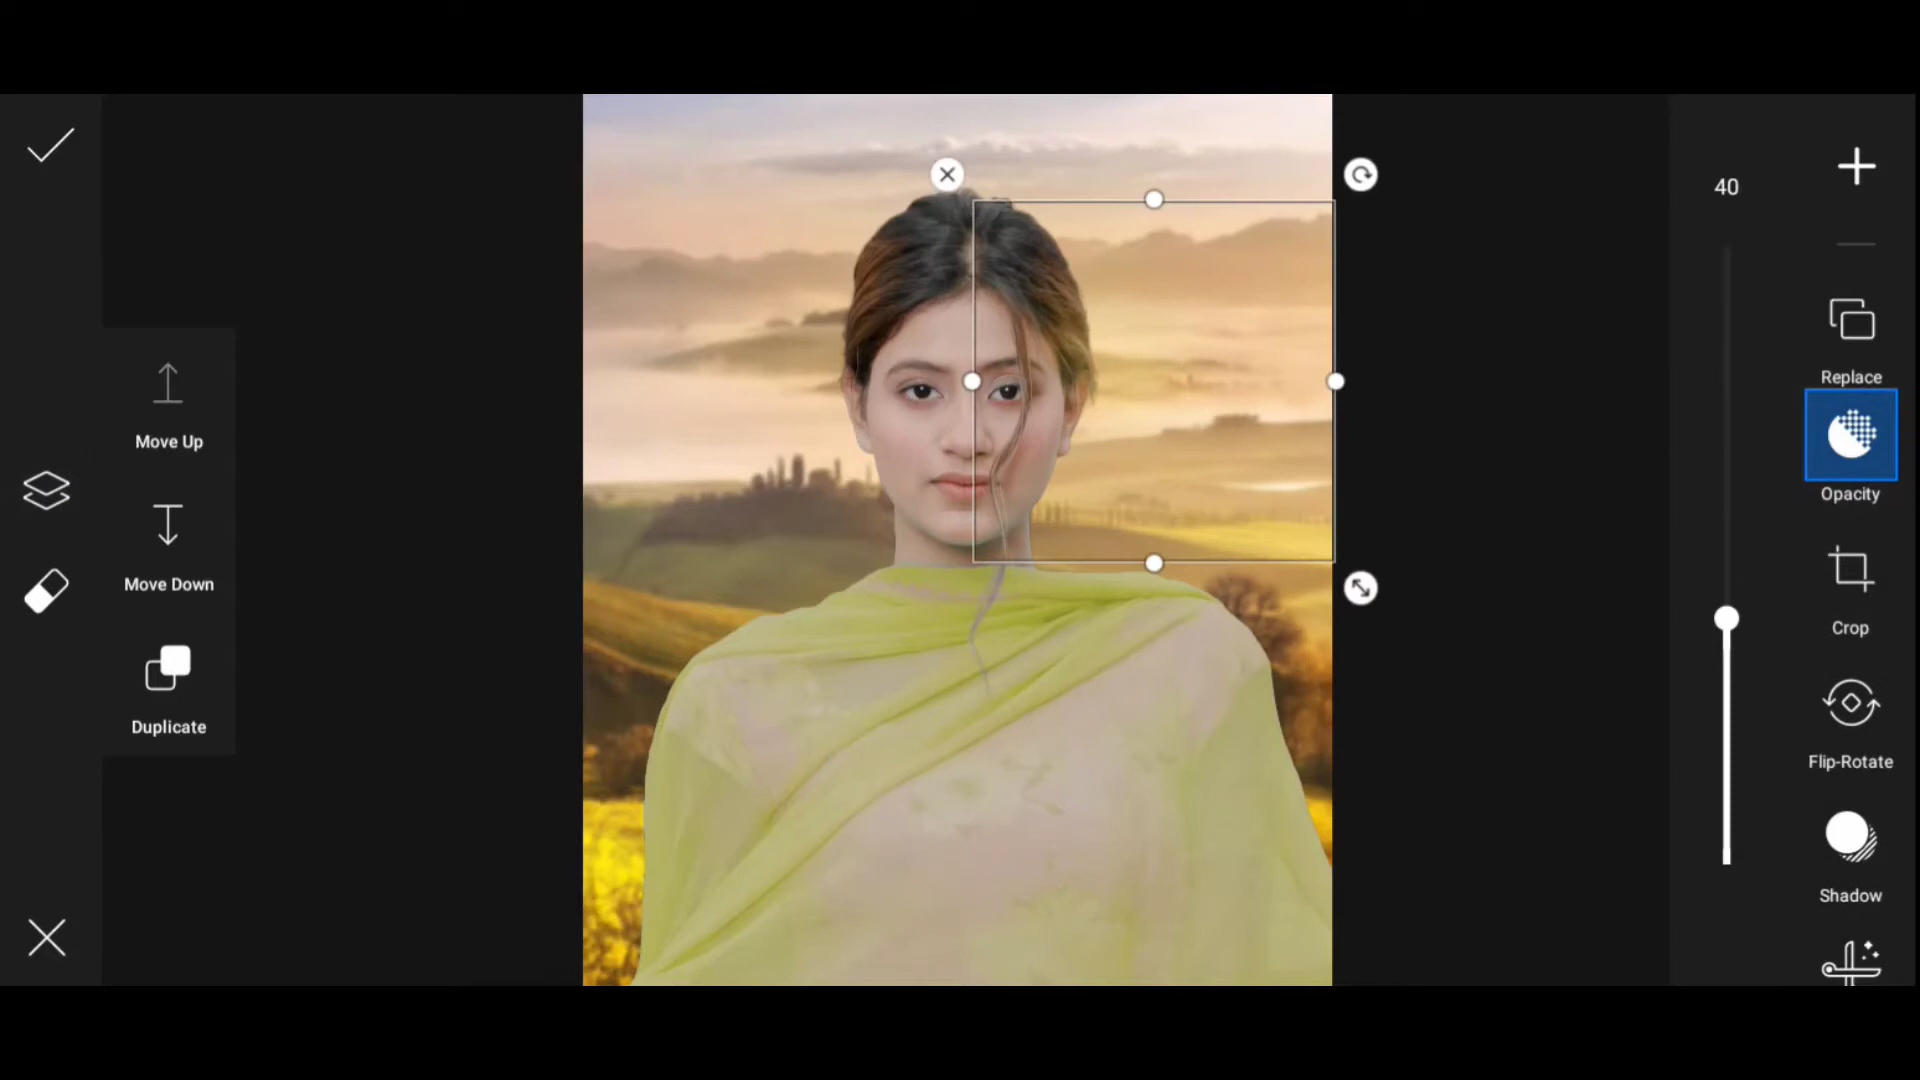 40
Replace
Move Up
Opacity
Move Down
Crop
Duplicate
Flip-Rotate
Shadow